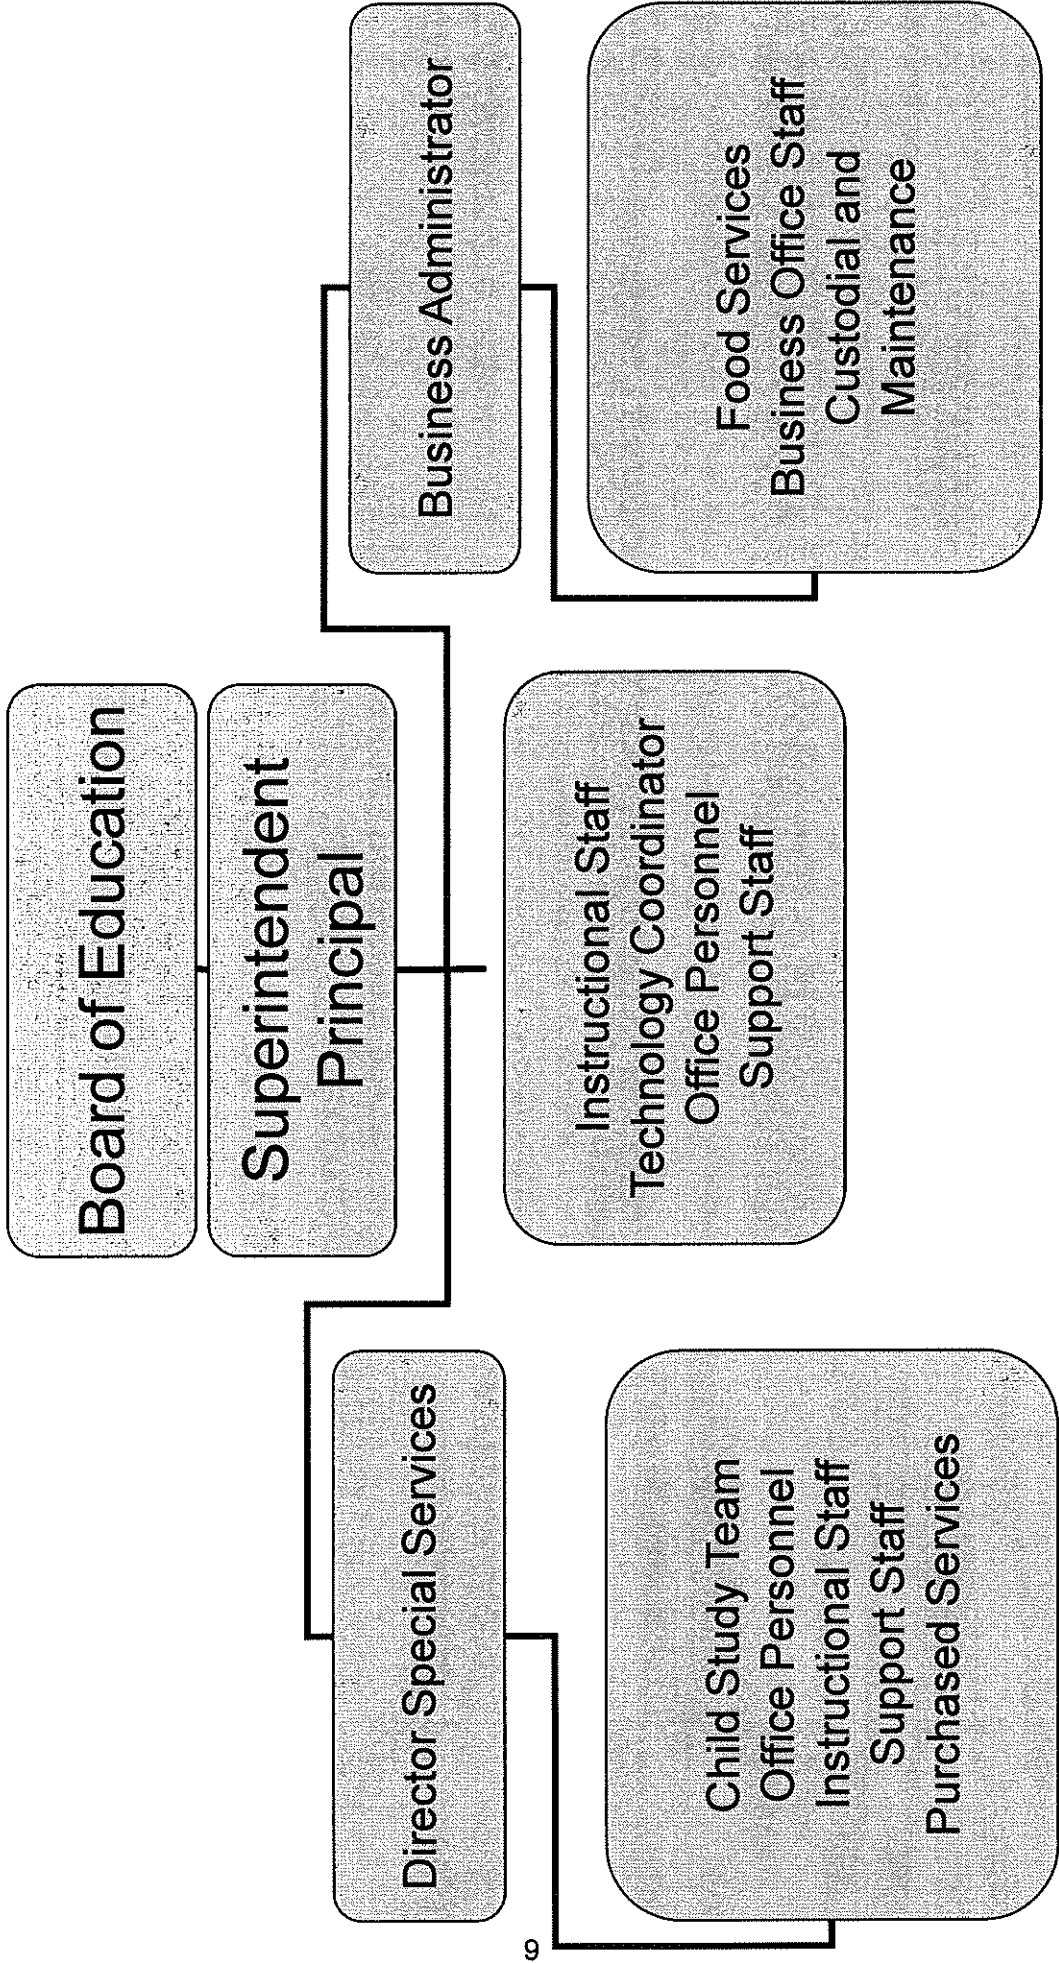 Board of Education
Superintendent
Principal
Director Special Services
Business Administrator
Child Study Team
Office Personnel
Instructional Staff
Support Staff
Purchased Services
Instructional Staff
Technology Coordinator
Office Personnel
Support Staff
Food Services
Business Office Staff
Custodial and
Maintenance
9